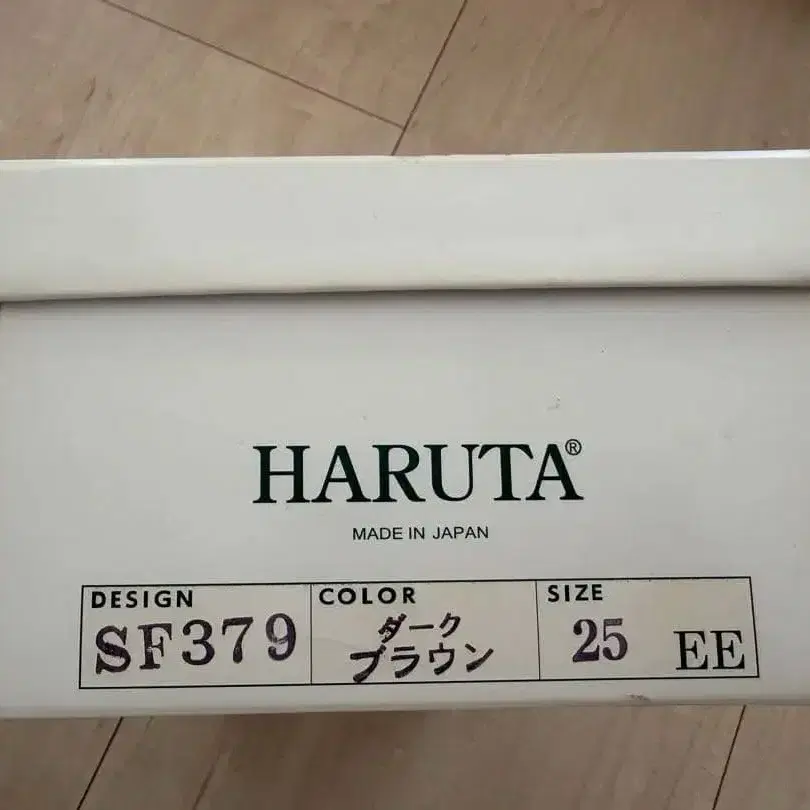 HARUTA®
MADE IN JAPAN
DESIGN COLOR SIZE
SF379 ダーク ブラウン 25 EE